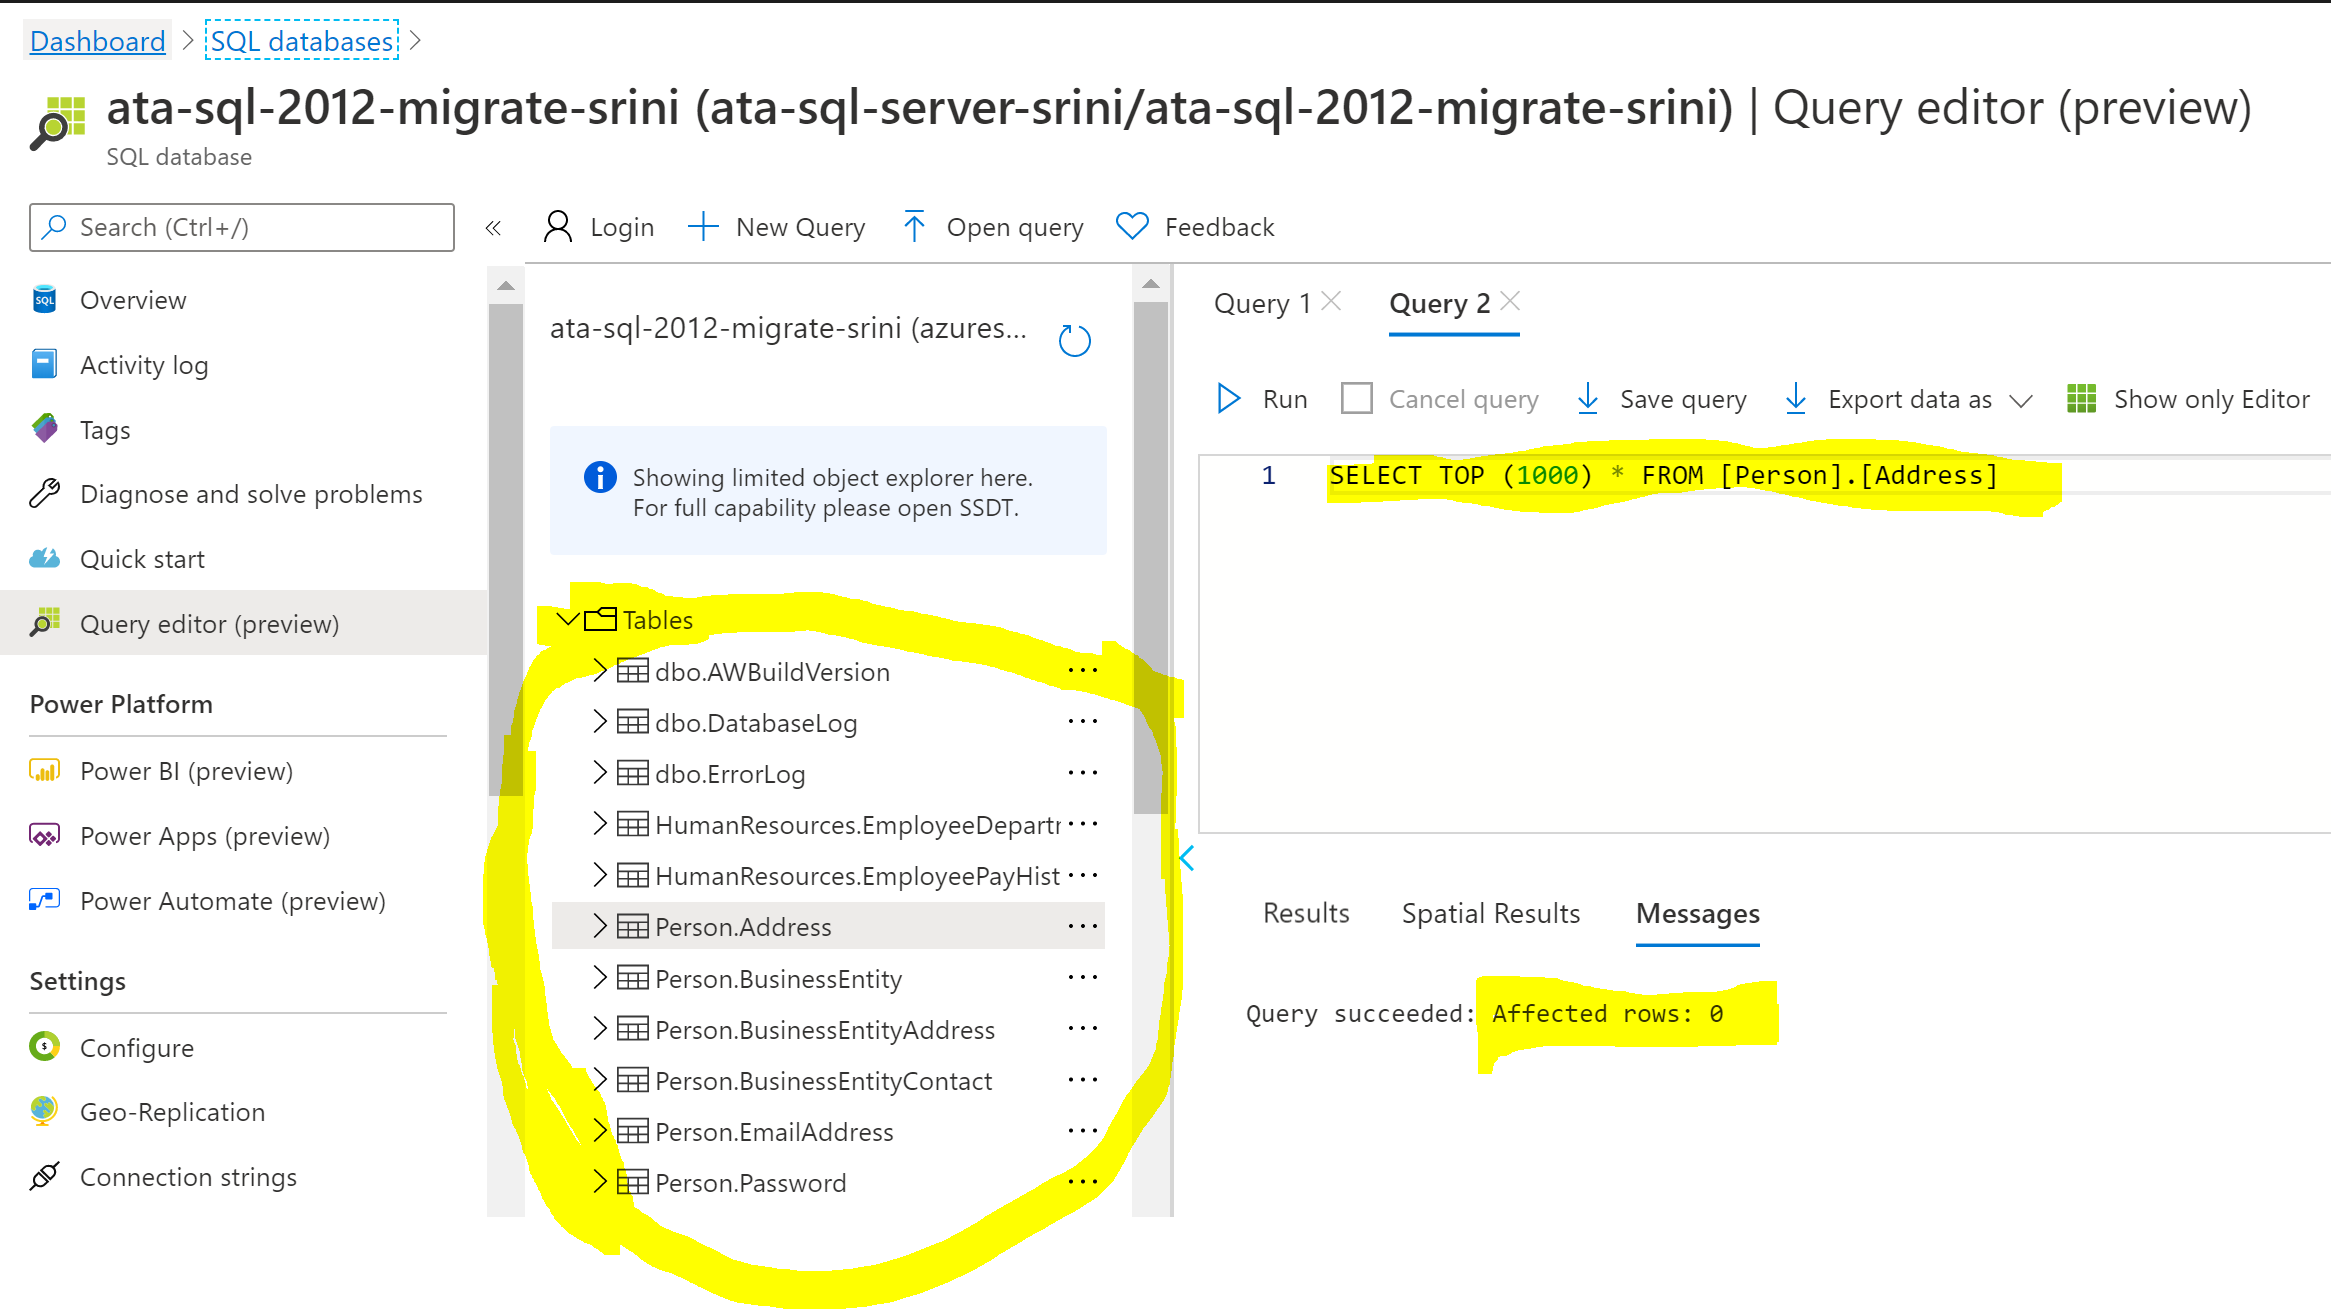 Dashboard > SQL databases >
ata-sql-2012-migrate-srini (ata-sql-server-srini/ata-sql-2012-migrate-srini) | Query editor (preview)
SQL database
Search (Ctrl+/)
«
Overview
Activity log
Tags
Diagnose and solve problems
Quick start
Query editor (preview)
Power Platform
Power BI (preview)
Power Apps (preview)
Power Automate (preview)
Settings
Configure
Geo-Replication
Connection strings
Login
New Query
Open query
Feedback
ata-sql-2012-migrate-srini (azures...
Showing limited object explorer here.
For full capability please open SSDT.
Tables
dbo.AWBuildVersion ...
dbo.DatabaseLog ...
dbo.ErrorLog ...
HumanResources.EmployeeDepartr ...
HumanResources.EmployeePayHist ...
Person.Address ...
Person.BusinessEntity ...
Person.BusinessEntityAddress ...
Person.BusinessEntityContact ...
Person.EmailAddress ...
Person.Password ...
Query 1
Query 2
Run
Cancel query
Save query
Export data as
Show only Editor
1 SELECT TOP (1000) * FROM [Person].[Address]
Results
Spatial Results
Messages
Query succeeded: Affected rows: 0